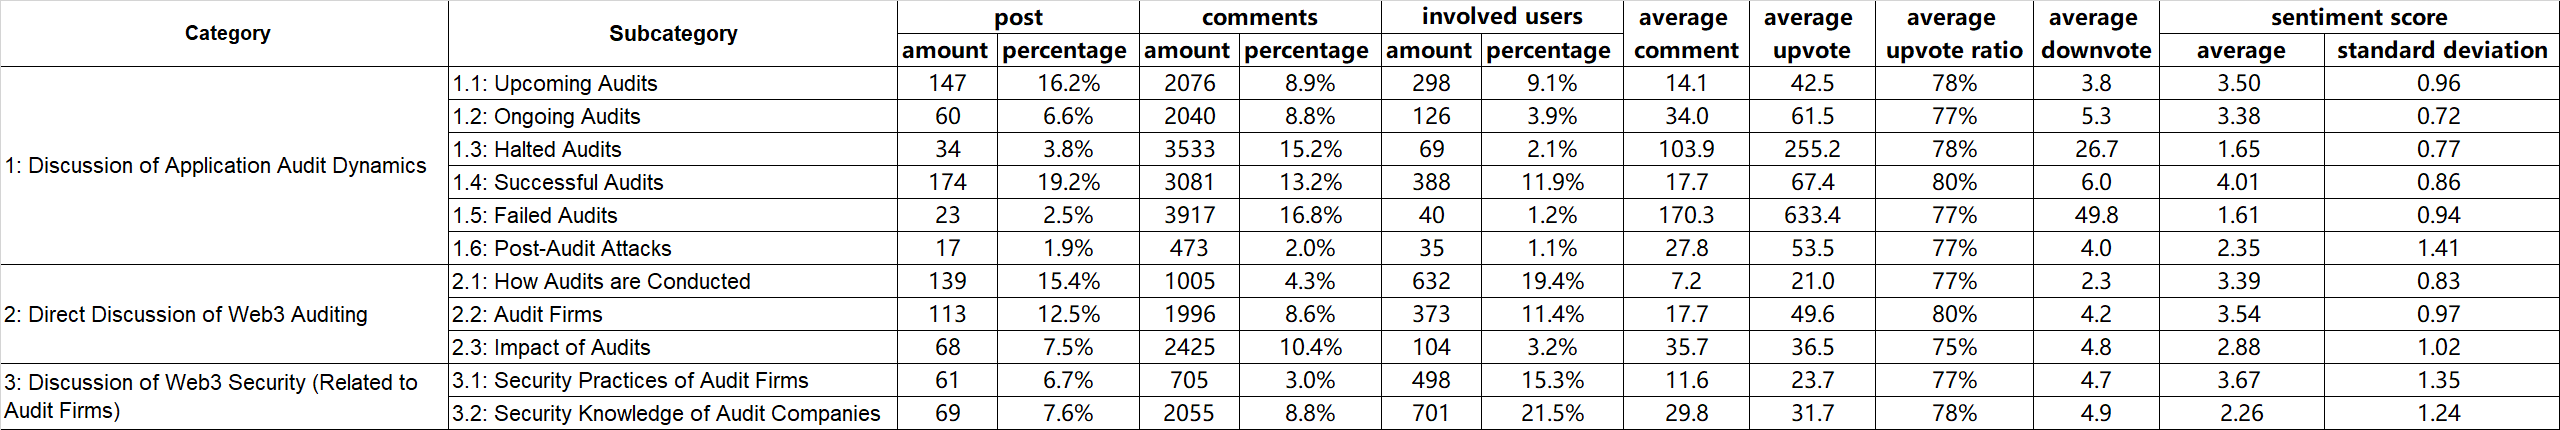 Category Subcategory post comments involved users average comment average upvote average upvote ratio average downvote sentiment score
amount percentage amount percentage amount percentage average standard deviation
1: Discussion of Application Audit Dynamics
1.1: Upcoming Audits 147 16.2% 2076 8.9% 298 9.1% 14.1 42.5 78% 3.8 3.50 0.96
1.2: Ongoing Audits 60 6.6% 2040 8.8% 126 3.9% 34.0 61.5 77% 5.3 3.38 0.72
1.3: Halted Audits 34 3.8% 3533 15.2% 69 2.1% 103.9 255.2 78% 26.7 1.65 0.77
1.4: Successful Audits 174 19.2% 3081 13.2% 388 11.9% 17.7 67.4 80% 6.0 4.01 0.86
1.5: Failed Audits 23 2.5% 3917 16.8% 40 1.2% 170.3 633.4 77% 49.8 1.61 0.94
1.6: Post-Audit Attacks 17 1.9% 473 2.0% 35 1.1% 27.8 53.5 77% 4.0 2.35 1.41
2: Direct Discussion of Web3 Auditing
2.1: How Audits are Conducted 139 15.4% 1005 4.3% 632 19.4% 7.2 21.0 77% 2.3 3.39 0.83
2.2: Audit Firms 113 12.5% 1996 8.6% 373 11.4% 17.7 49.6 80% 4.2 3.54 0.97
2.3: Impact of Audits 68 7.5% 2425 10.4% 104 3.2% 35.7 36.5 75% 4.8 2.88 1.02
3: Discussion of Web3 Security (Related to
Audit Firms)
3.1: Security Practices of Audit Firms 61 6.7% 705 3.0% 498 15.3% 11.6 23.7 77% 4.7 3.67 1.35
3.2: Security Knowledge of Audit Companies 69 7.6% 2055 8.8% 701 21.5% 29.8 31.7 78% 4.9 2.26 1.24